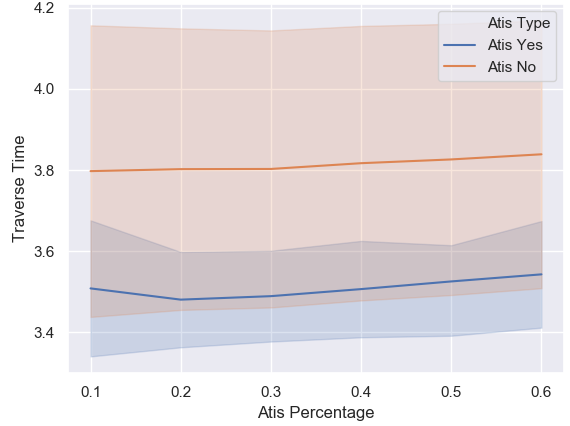 4.2
4.0
3.8
3.6
3.4
Traverse Time
Atis Type
Atis Yes
Atis No
0.1 0.2 0.3 0.4 0.5 0.6
Atis Percentage